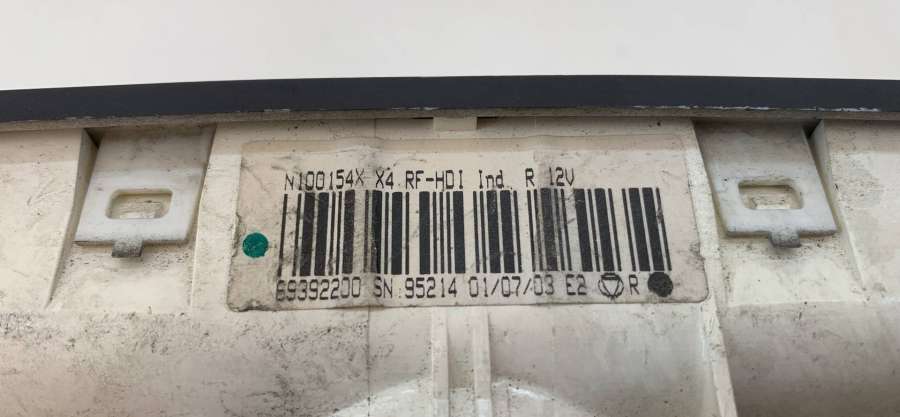 N100154X X4 RF-HDI Ind. R 12V
69392200 SN 95214 01/07/03 E2 R